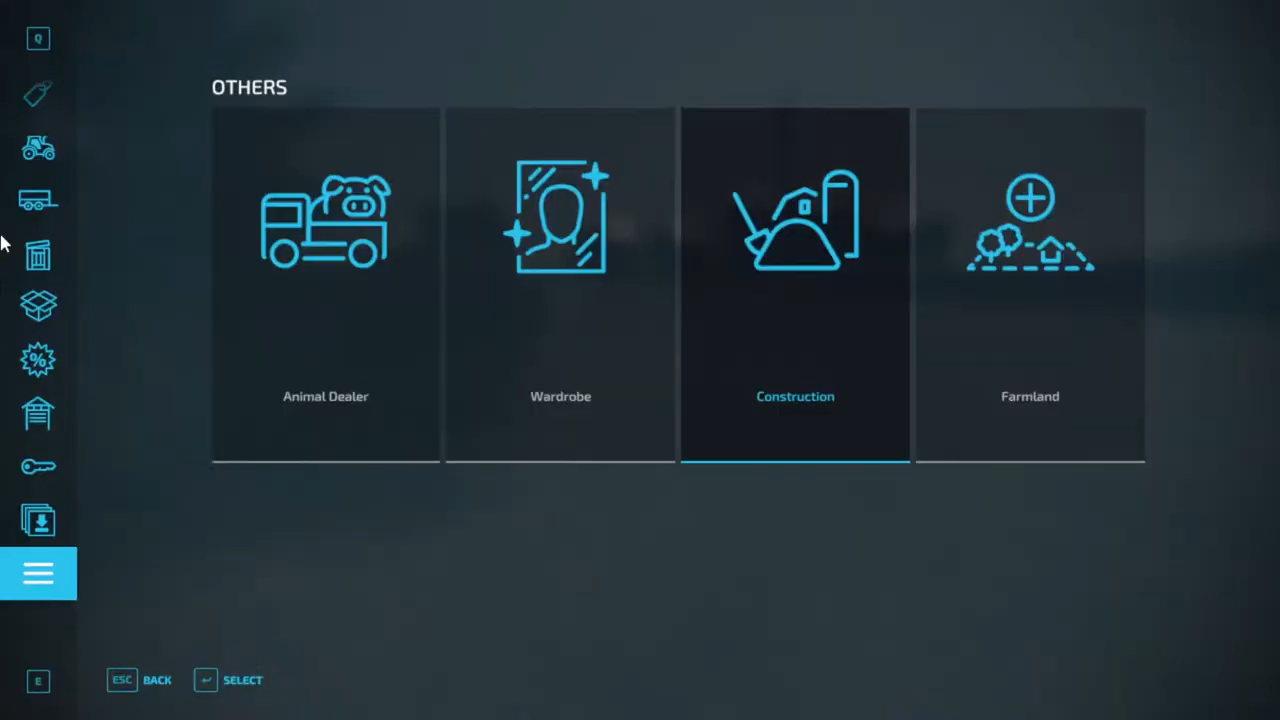 Q
OTHERS
%
Animal Dealer
Wardrobe
Construction
Farmland
E
ESC BACK
SELECT